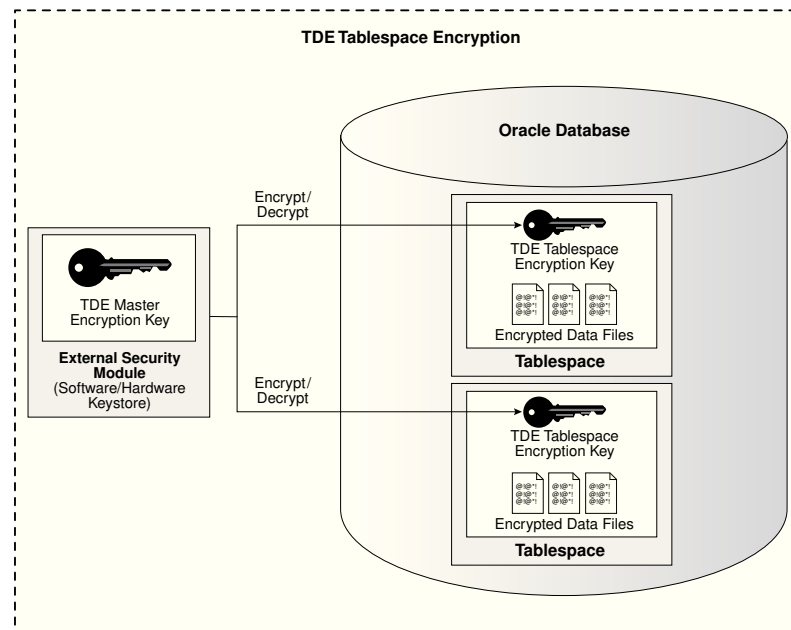 TDE Tablespace Encryption
Oracle Database
Encrypt/
Decrypt
TDE Tablespace
Encryption Key
@!@*!
@!@*!
@!@*!
@!@*!
@!@*!
@!@*!
@!@*!
@!@*!
@!@*!
Encrypted Data Files
Tablespace
TDE Master
Encryption Key
External Security
Module
(Software/Hardware
Keystore)
Encrypt/
Decrypt
TDE Tablespace
Encryption Key
@!@*!
@!@*!
@!@*!
@!@*!
@!@*!
@!@*!
@!@*!
@!@*!
@!@*!
Encrypted Data Files
Tablespace